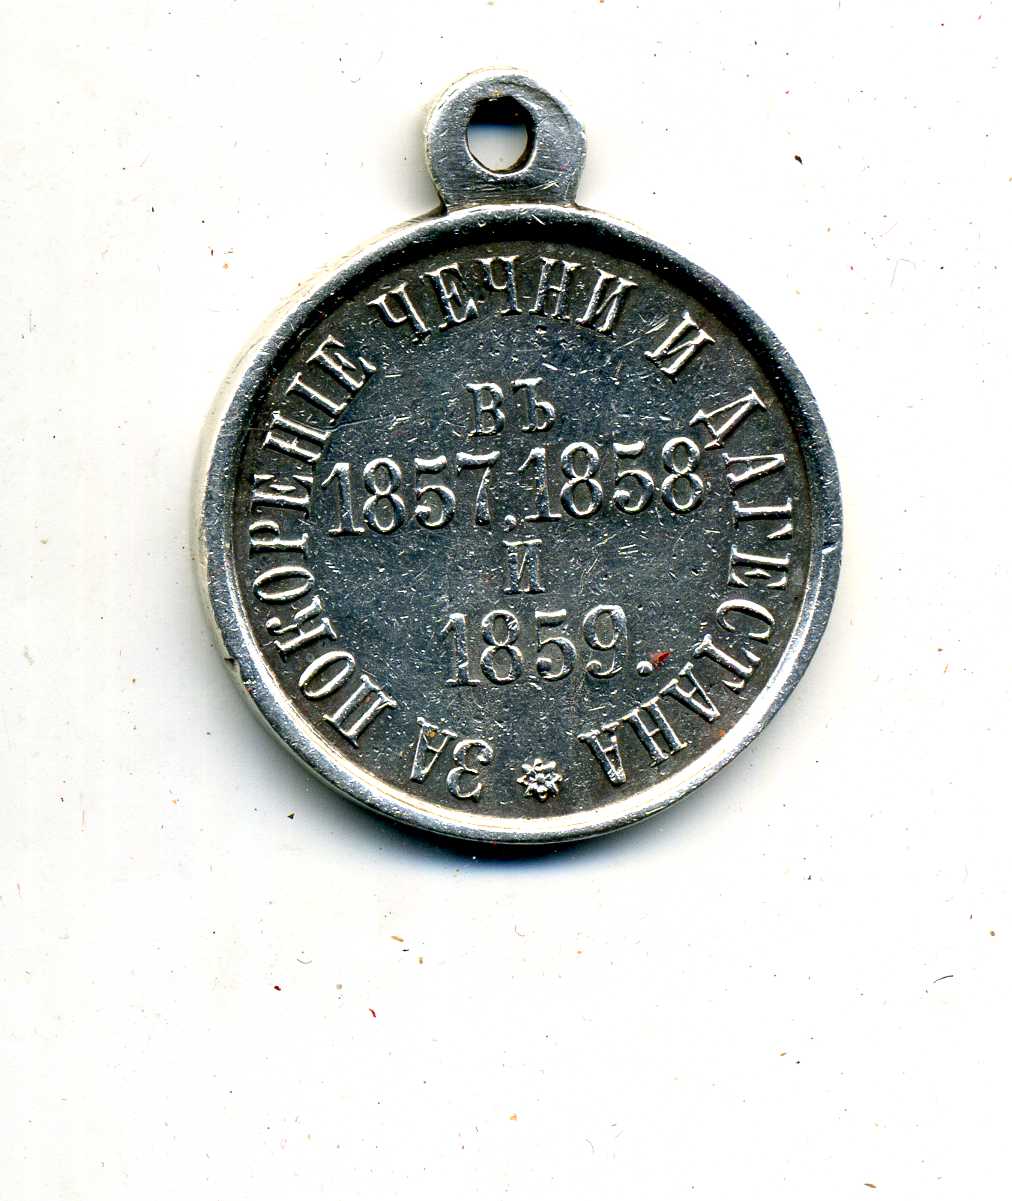 ЗА ПОКОРЕНІЕ ЧЕЧНИ И ДАГЕСТАНА
ВЪ
1857, 1858
И
1859.